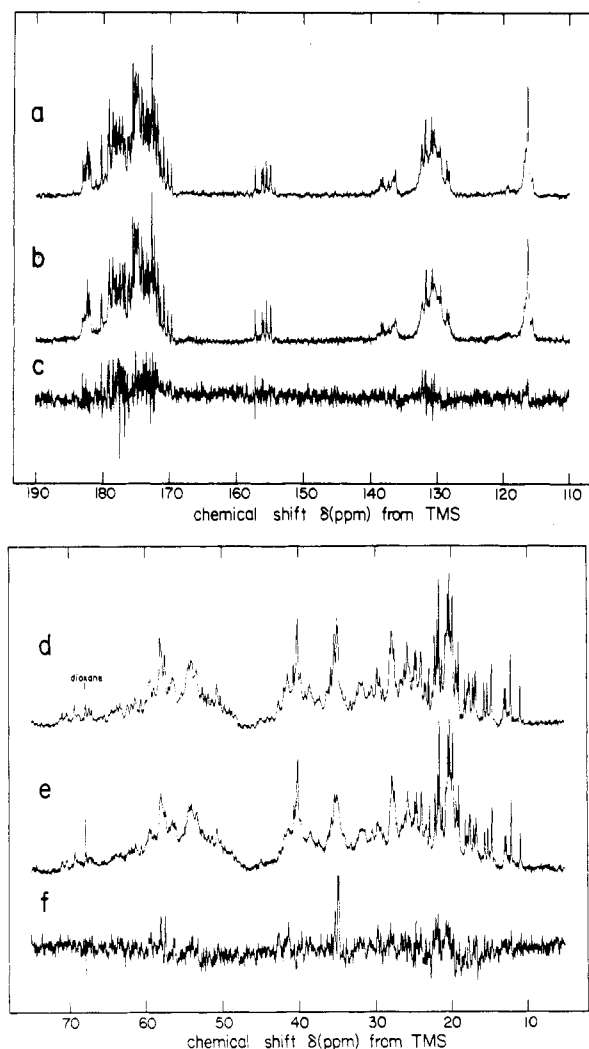 a
b
c
190 180 170 160 150 140 130 120 110
chemical shift δ(ppm) from TMS
d
dioxane
e
f
70 60 50 40 30 20 10
chemical shift δ(ppm) from TMS